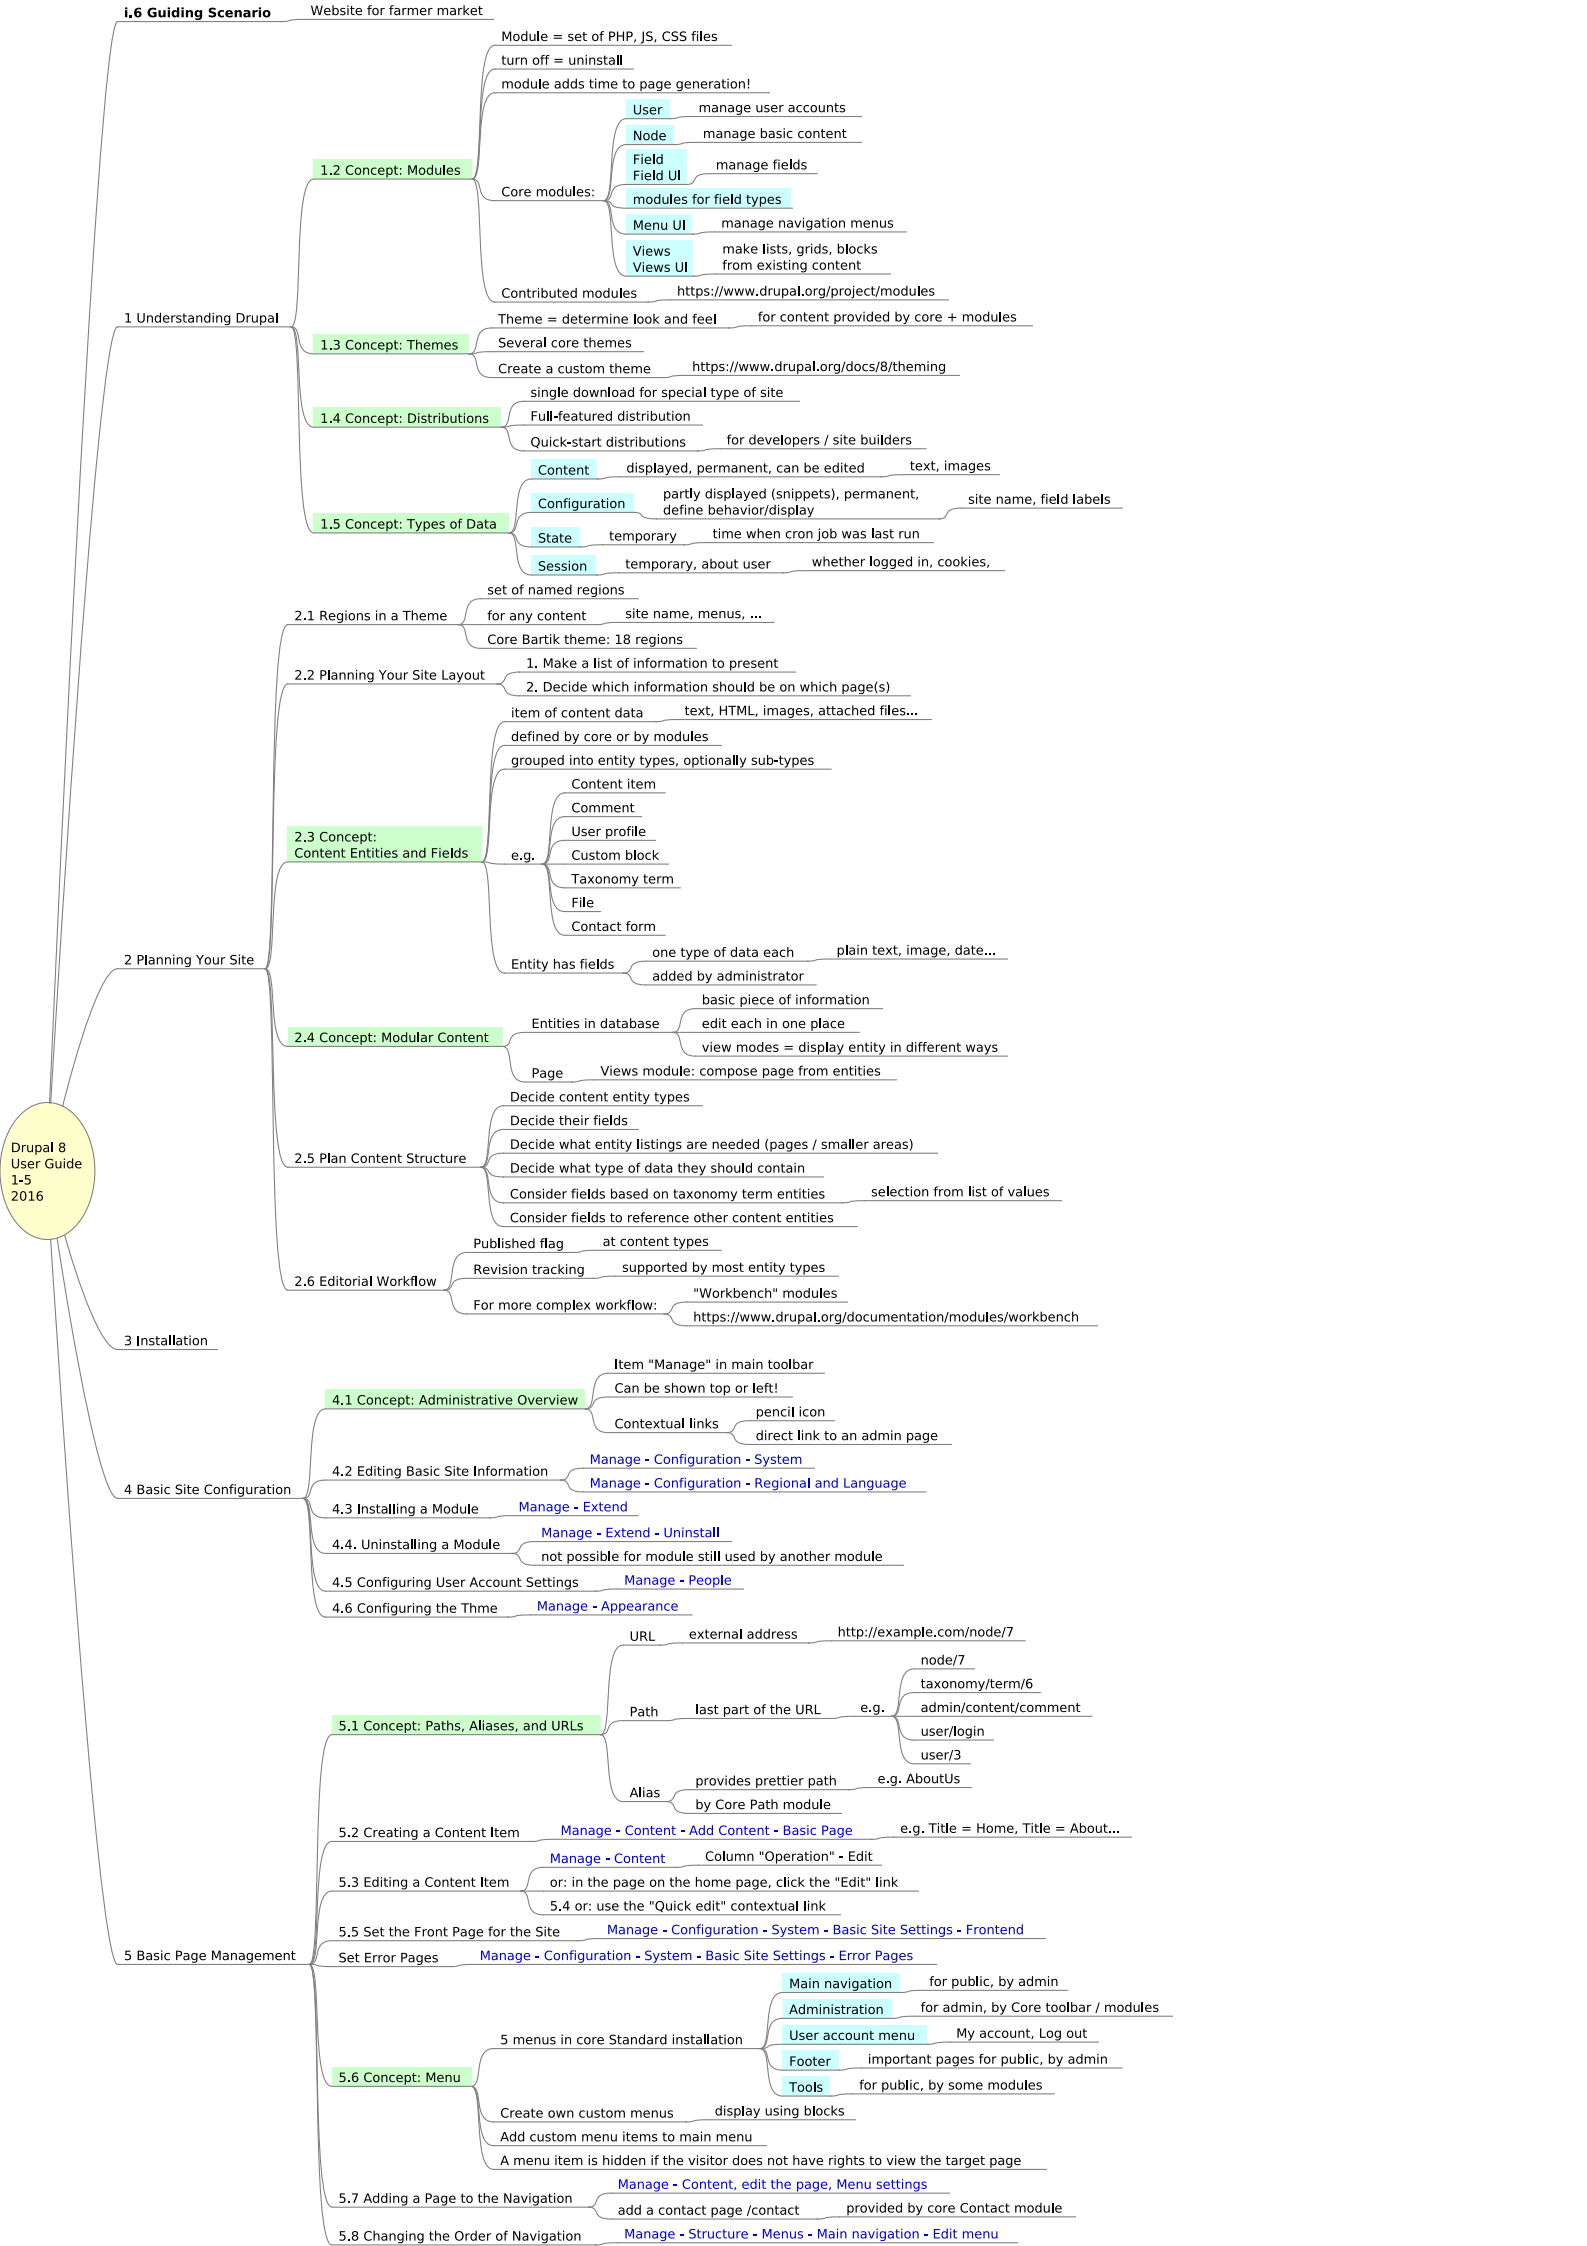 i.6 Guiding Scenario
Website for farmer market
Module = set of PHP, JS, CSS files
turn off = uninstall
module adds time to page generation!
User
manage user accounts
Node
manage basic content
Field
Field UI
manage fields
1.2 Concept: Modules
Core modules:
modules for field types
Menu UI
manage navigation menus
Views
Views UI
make lists, grids, blocks
from existing content
Contributed modules
https://www.drupal.org/project/modules
1 Understanding Drupal
Theme = determine look and feel
for content provided by core + modules
1.3 Concept: Themes
Several core themes
Create a custom theme
https://www.drupal.org/docs/8/theming
single download for special type of site
1.4 Concept: Distributions
Full-featured distribution
Quick-start distributions
for developers / site builders
Content
displayed, permanent, can be edited
text, images
Configuration
partly displayed (snippets), permanent,
define behavior/display
site name, field labels
1.5 Concept: Types of Data
State
temporary
time when cron job was last run
Session
temporary, about user
whether logged in, cookies,
set of named regions
2.1 Regions in a Theme
for any content
site name, menus, ...
Core Bartik theme: 18 regions
1. Make a list of information to present
2.2 Planning Your Site Layout
2. Decide which information should be on which page(s)
item of content data
text, HTML, images, attached files...
defined by core or by modules
grouped into entity types, optionally sub-types
Content item
Comment
2.3 Concept:
Content Entities and Fields
User profile
e.g.
Custom block
Taxonomy term
File
Contact form
2 Planning Your Site
Entity has fields
one type of data each
plain text, image, date...
added by administrator
basic piece of information
2.4 Concept: Modular Content
Entities in database
edit each in one place
view modes = display entity in different ways
Page
Views module: compose page from entities
Decide content entity types
Decide their fields
Decide what entity listings are needed (pages / smaller areas)
2.5 Plan Content Structure
Decide what type of data they should contain
Consider fields based on taxonomy term entities
selection from list of values
Consider fields to reference other content entities
Drupal 8
User Guide
1-5
2016
Published flag
at content types
2.6 Editorial Workflow
Revision tracking
supported by most entity types
For more complex workflow:
"Workbench" modules
https://www.drupal.org/documentation/modules/workbench
3 Installation
Item "Manage" in main toolbar
4.1 Concept: Administrative Overview
Can be shown top or left!
Contextual links
pencil icon
direct link to an admin page
4.2 Editing Basic Site Information
Manage - Configuration - System
Manage - Configuration - Regional and Language
4 Basic Site Configuration
4.3 Installing a Module
Manage - Extend
4.4. Uninstalling a Module
Manage - Extend - Uninstall
not possible for module still used by another module
4.5 Configuring User Account Settings
Manage - People
4.6 Configuring the Thme
Manage - Appearance
URL
external address
http://example.com/node/7
5.1 Concept: Paths, Aliases, and URLs
Path
last part of the URL
e.g.
node/7
taxonomy/term/6
admin/content/comment
user/login
user/3
Alias
provides prettier path
e.g. AboutUs
by Core Path module
5.2 Creating a Content Item
Manage - Content - Add Content - Basic Page
e.g. Title = Home, Title = About...
5.3 Editing a Content Item
Manage - Content
Column "Operation" - Edit
or: in the page on the home page, click the "Edit" link
5.4 or: use the "Quick edit" contextual link
5.5 Set the Front Page for the Site
Manage - Configuration - System - Basic Site Settings - Frontend
5 Basic Page Management
Set Error Pages
Manage - Configuration - System - Basic Site Settings - Error Pages
5.6 Concept: Menu
5 menus in core Standard installation
Main navigation
for public, by admin
Administration
for admin, by Core toolbar / modules
User account menu
My account, Log out
Footer
important pages for public, by admin
Tools
for public, by some modules
Create own custom menus
display using blocks
Add custom menu items to main menu
A menu item is hidden if the visitor does not have rights to view the target page
5.7 Adding a Page to the Navigation
Manage - Content, edit the page, Menu settings
add a contact page /contact
provided by core Contact module
5.8 Changing the Order of Navigation
Manage - Structure - Menus - Main navigation - Edit menu